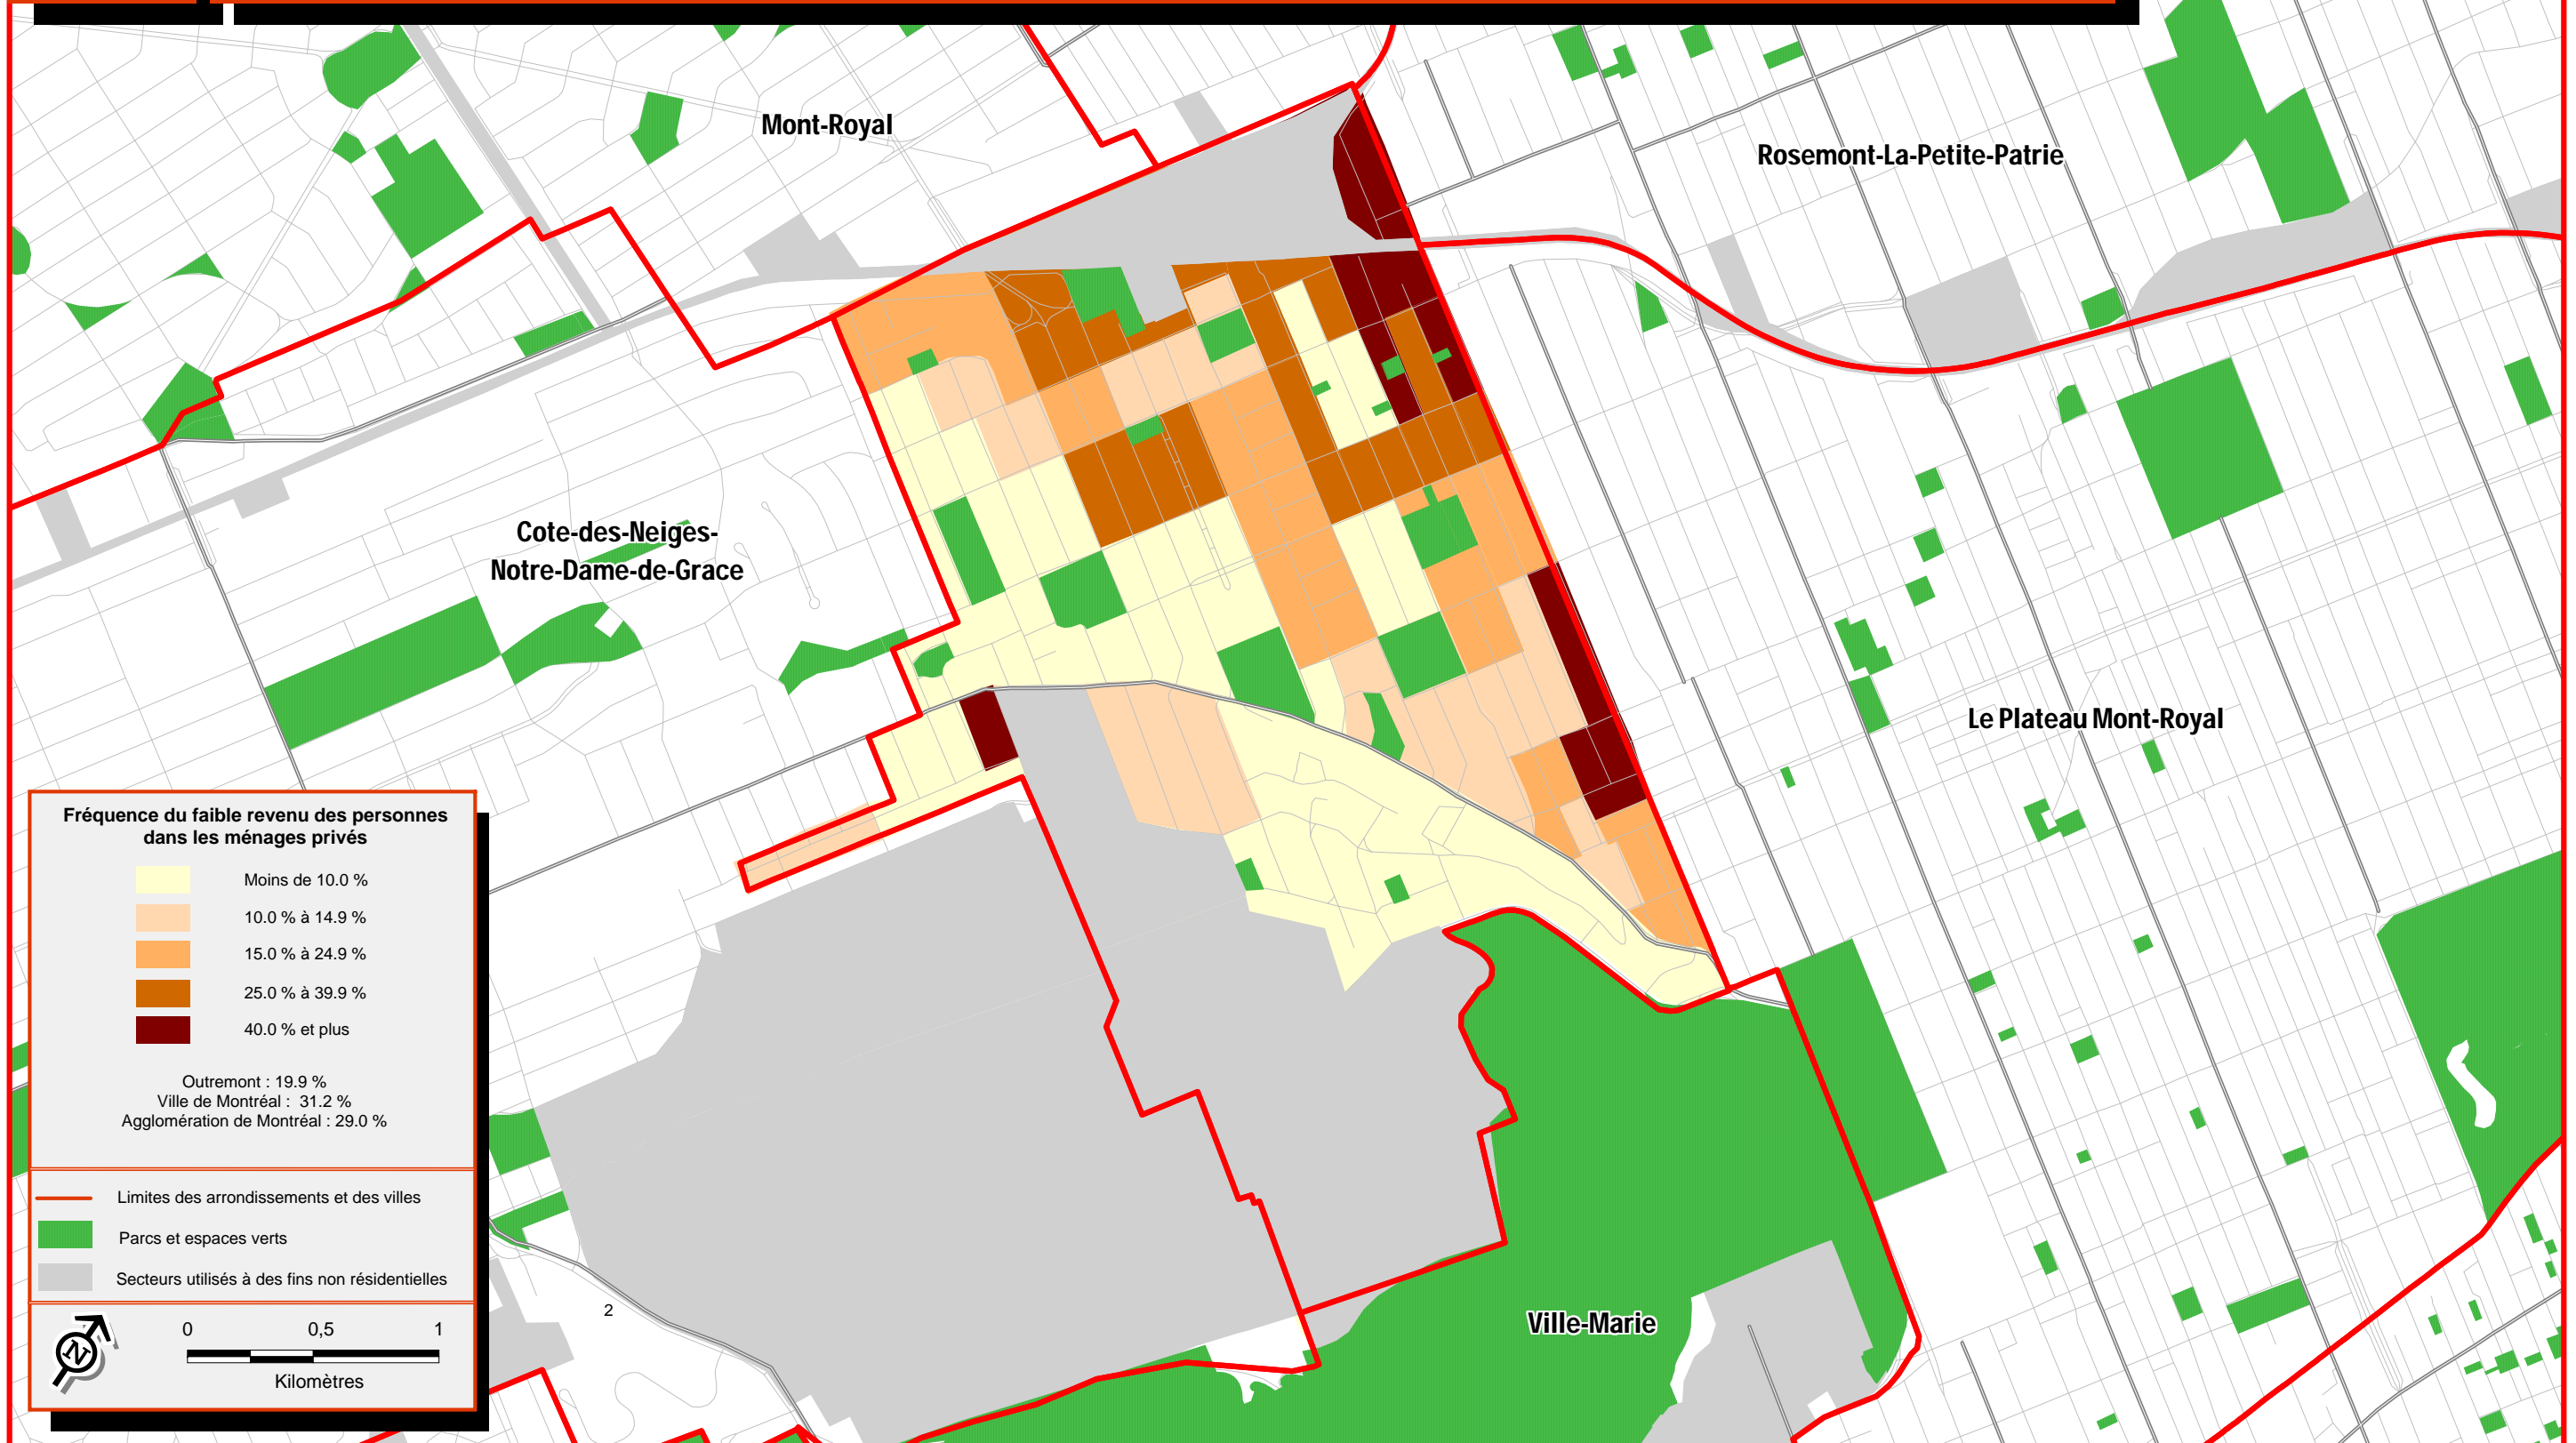 Mont-Royal
Rosemont-La-Petite-Patrie
Cote-des-Neiges-
Notre-Dame-de-Grace
Le Plateau Mont-Royal
Ville-Marie
Fréquence du faible revenu des personnes
dans les ménages privés
Moins de 10.0 %
10.0 % à 14.9 %
15.0 % à 24.9 %
25.0 % à 39.9 %
40.0 % et plus
Outremont : 19.9 %
Ville de Montréal : 31.2 %
Agglomération de Montréal : 29.0 %
Limites des arrondissements et des villes
Parcs et espaces verts
Secteurs utilisés à des fins non résidentielles
N
0 0,5 1
Kilomètres
2